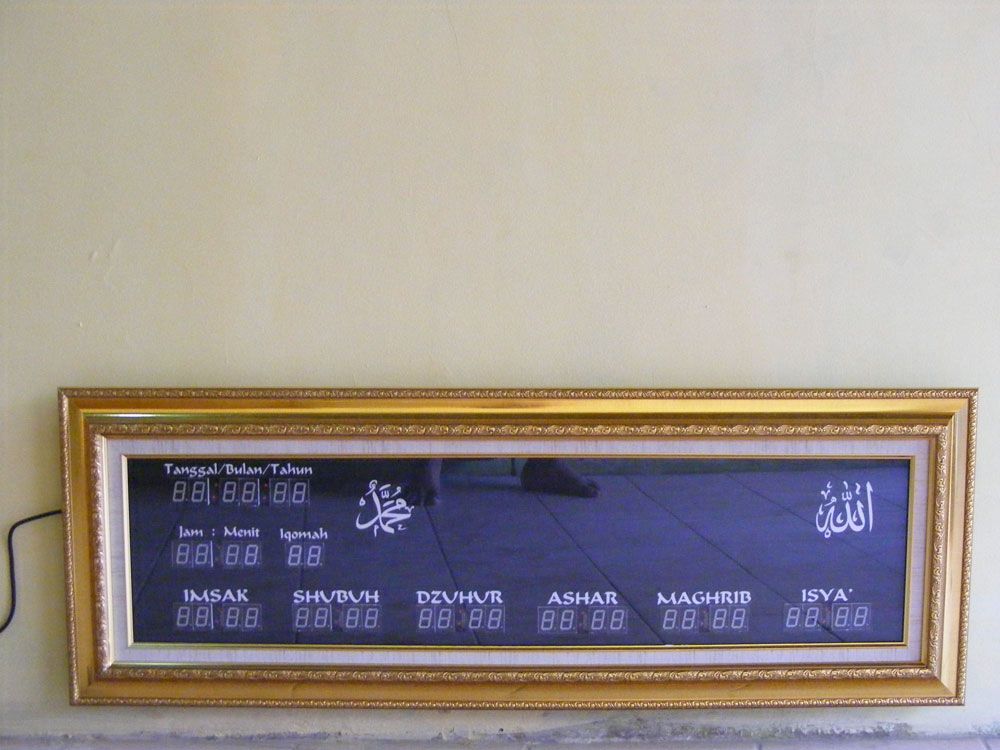 Tanggal/Bulan/Tahun
88:88:88
محمد
الله
Jam : Menit Iqomah
88:88 88
IMSAK SHUBUH DZUHUR ASHAR MAGHRIB ISYA'
88:88 88:88 88:88 88:88 88:88 88:88